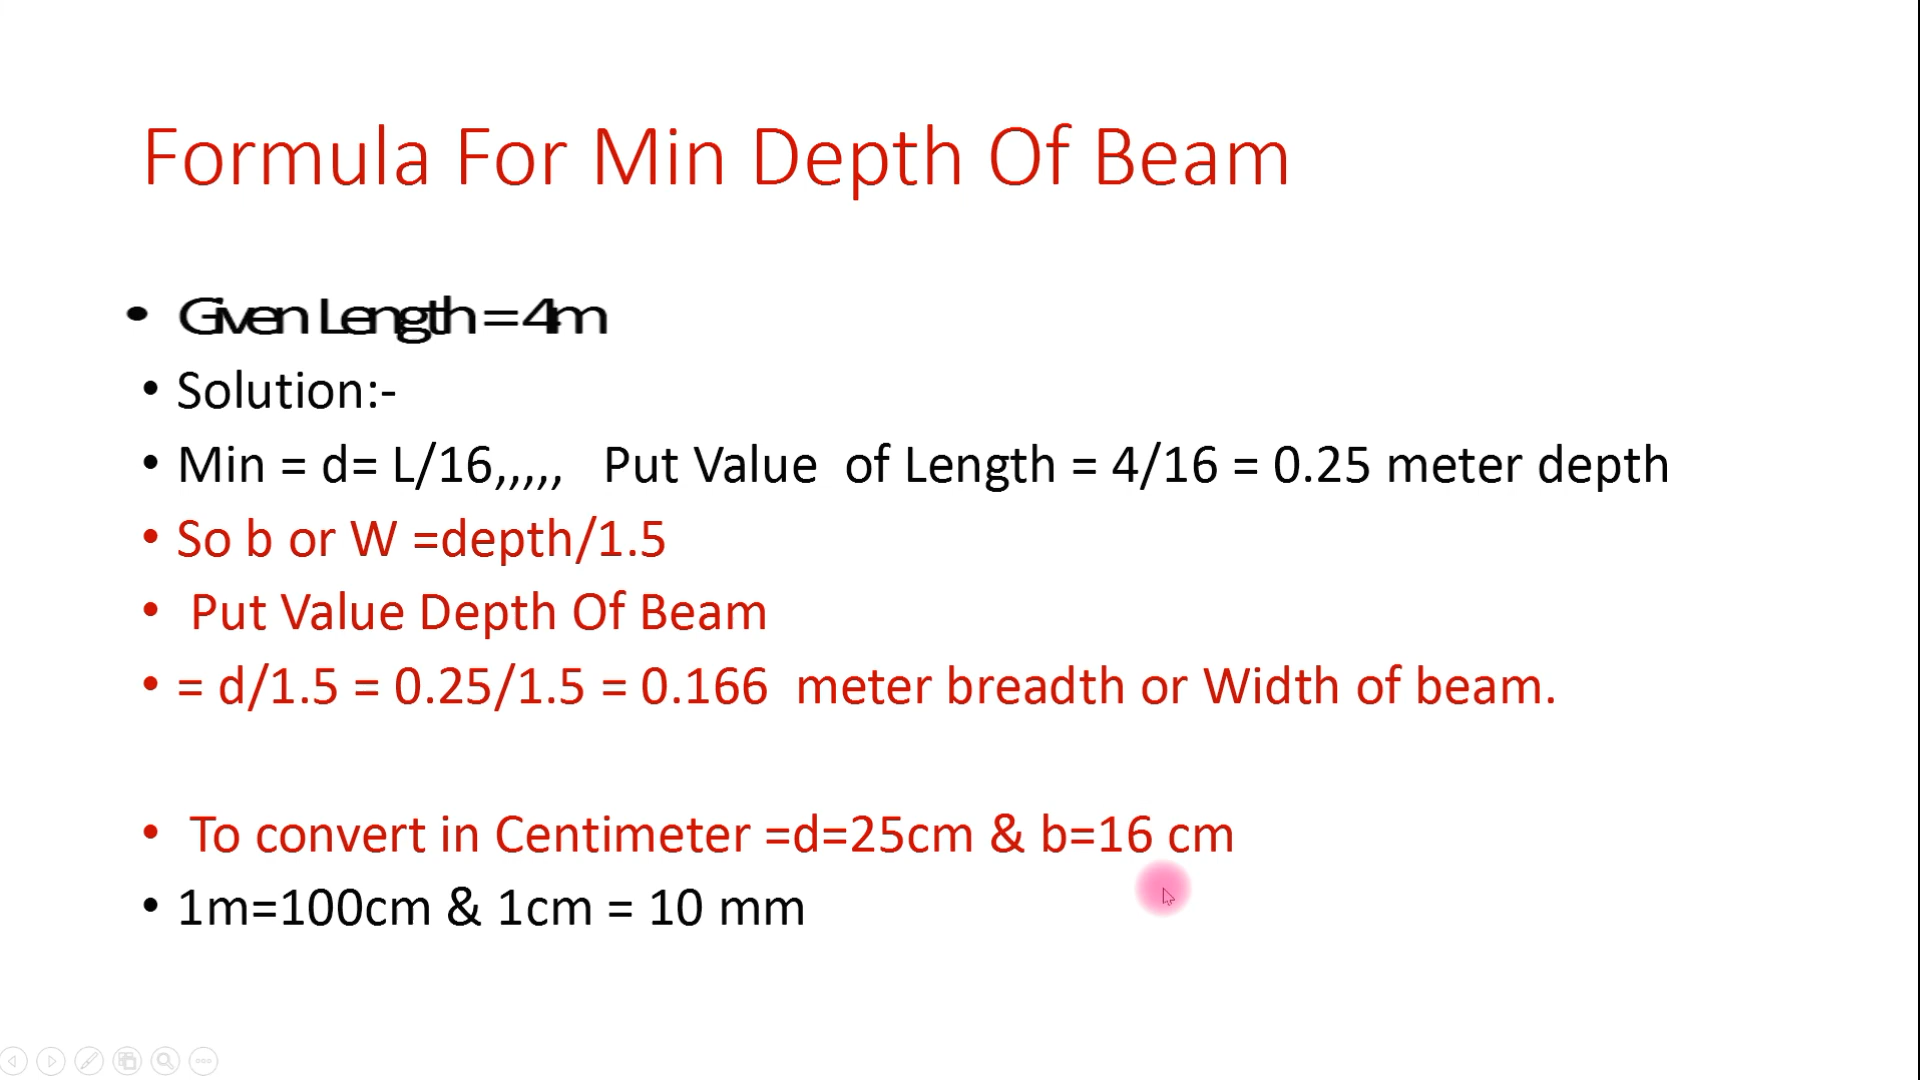 Formula For Min Depth Of Beam
• Given Length = 4m
• Solution:-
• Min = d= L/16,,,,, Put Value of Length = 4/16 = 0.25 meter depth
• So b or W =depth/1.5
• Put Value Depth Of Beam
• = d/1.5 = 0.25/1.5 = 0.166 meter breadth or Width of beam.
• To convert in Centimeter =d=25cm & b=16 cm
• 1m=100cm & 1cm = 10 mm